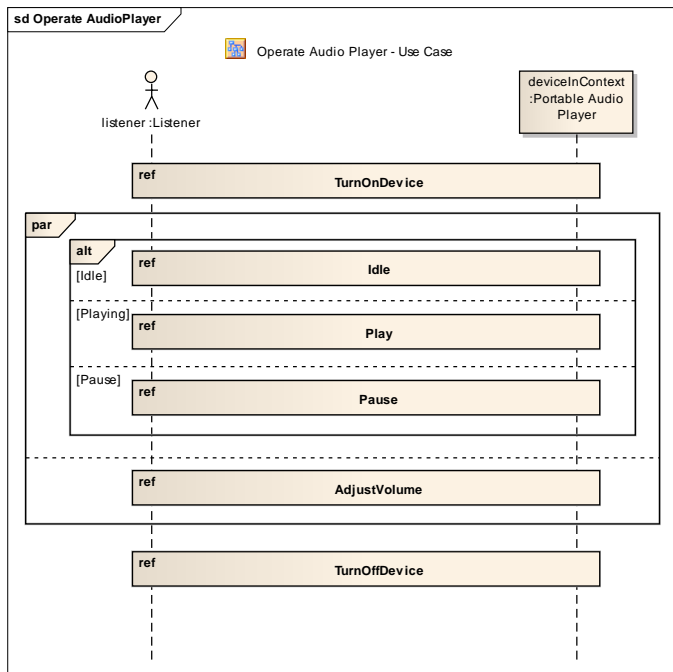 sd Operate AudioPlayer
Operate Audio Player - Use Case
listener :Listener
deviceInContext
:Portable Audio
Player
ref
TurnOnDevice
par
alt
[Idle]
ref
Idle
[Playing]
ref
Play
[Pause]
ref
Pause
ref
AdjustVolume
ref
TurnOffDevice